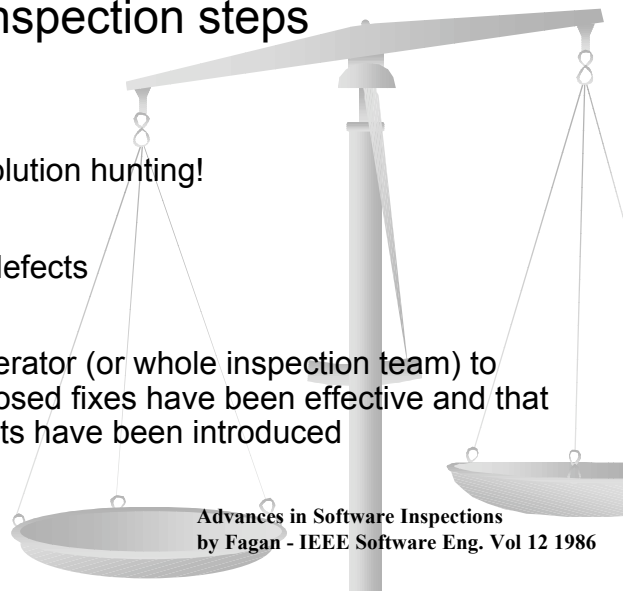 nspection steps
olution hunting!
defects
erator (or whole inspection team) to
osed fixes have been effective and that
ts have been introduced
Advances in Software Inspections
by Fagan - IEEE Software Eng. Vol 12 1986